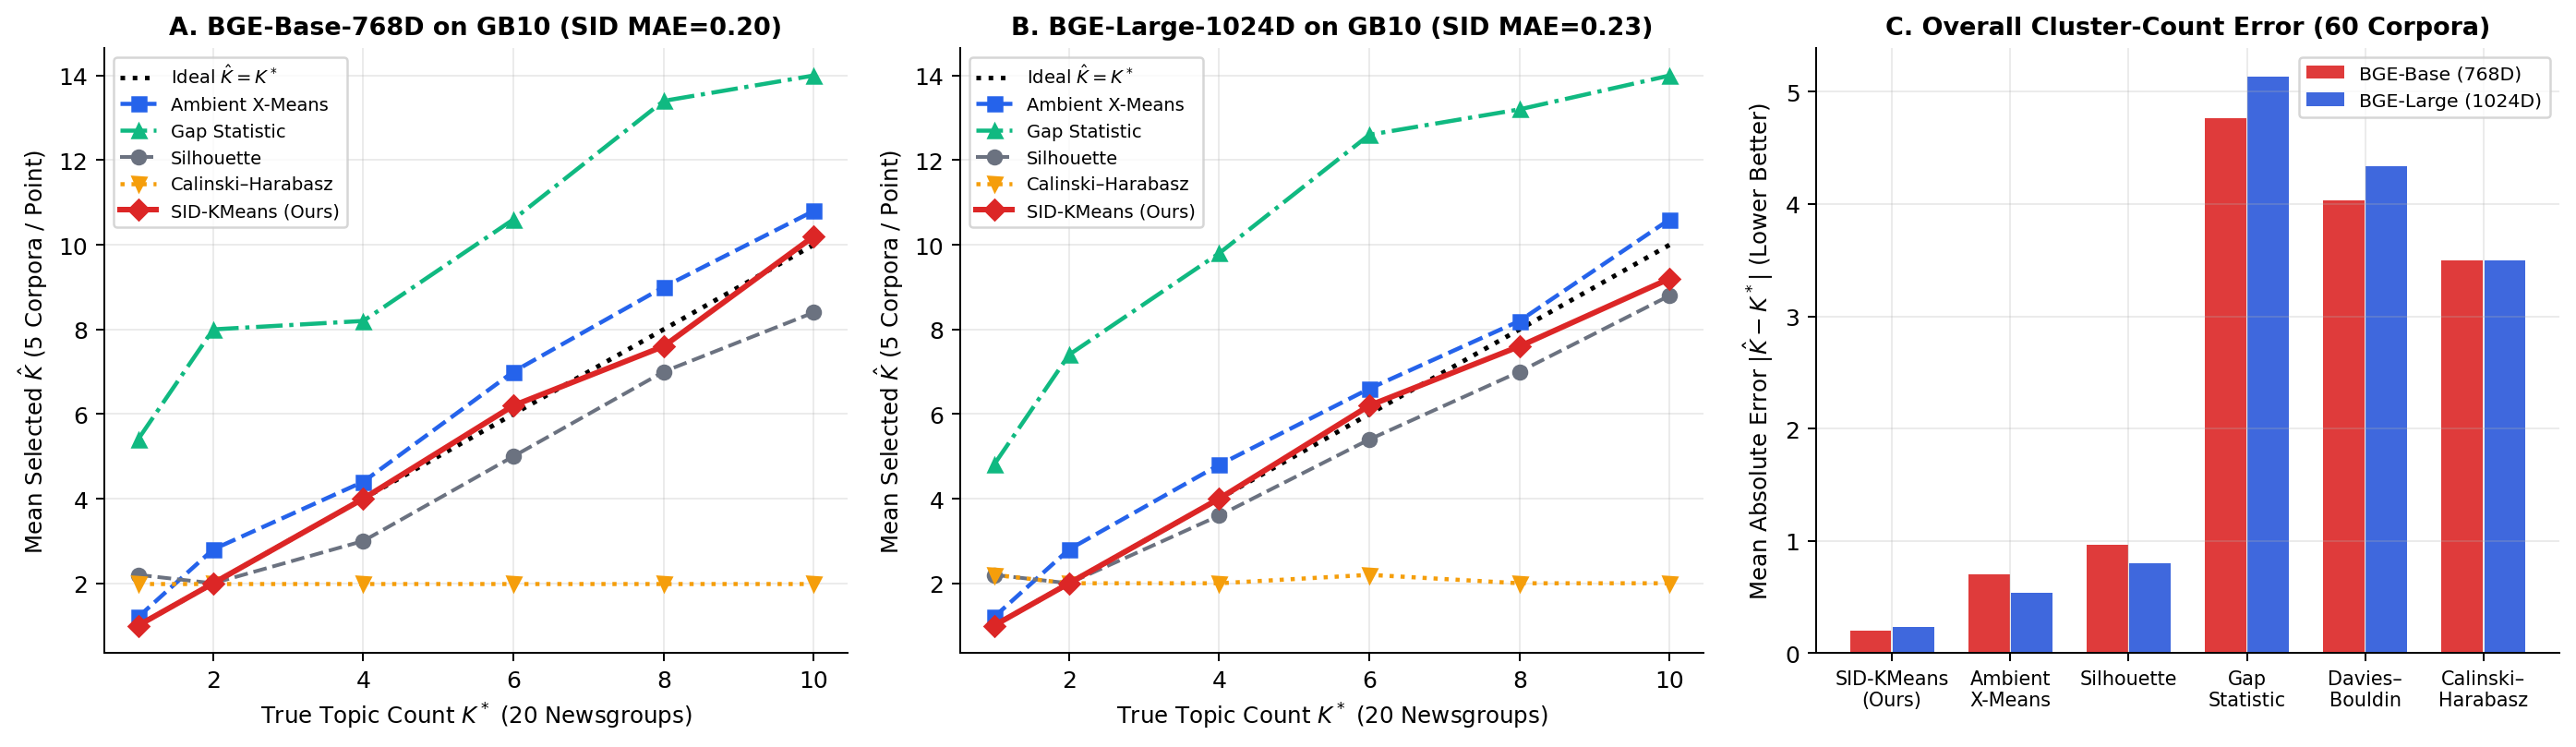 A. BGE-Base-768D on GB10 (SID MAE=0.20)
Mean Selected K̂ (5 Corpora / Point)
14
12
10
8
6
4
2
Ideal K̂ = K*
Ambient X-Means
Gap Statistic
Silhouette
Calinski–Harabasz
SID-KMeans (Ours)
2 4 6 8 10
True Topic Count K* (20 Newsgroups)
B. BGE-Large-1024D on GB10 (SID MAE=0.23)
Mean Selected K̂ (5 Corpora / Point)
14
12
10
8
6
4
2
Ideal K̂ = K*
Ambient X-Means
Gap Statistic
Silhouette
Calinski–Harabasz
SID-KMeans (Ours)
2 4 6 8 10
True Topic Count K* (20 Newsgroups)
C. Overall Cluster-Count Error (60 Corpora)
Mean Absolute Error |K̂ − K*| (Lower Better)
5
4
3
2
1
0
BGE-Base (768D)
BGE-Large (1024D)
SID-KMeans
(Ours)
Ambient
X-Means
Silhouette
Gap
Statistic
Davies–
Bouldin
Calinski–
Harabasz